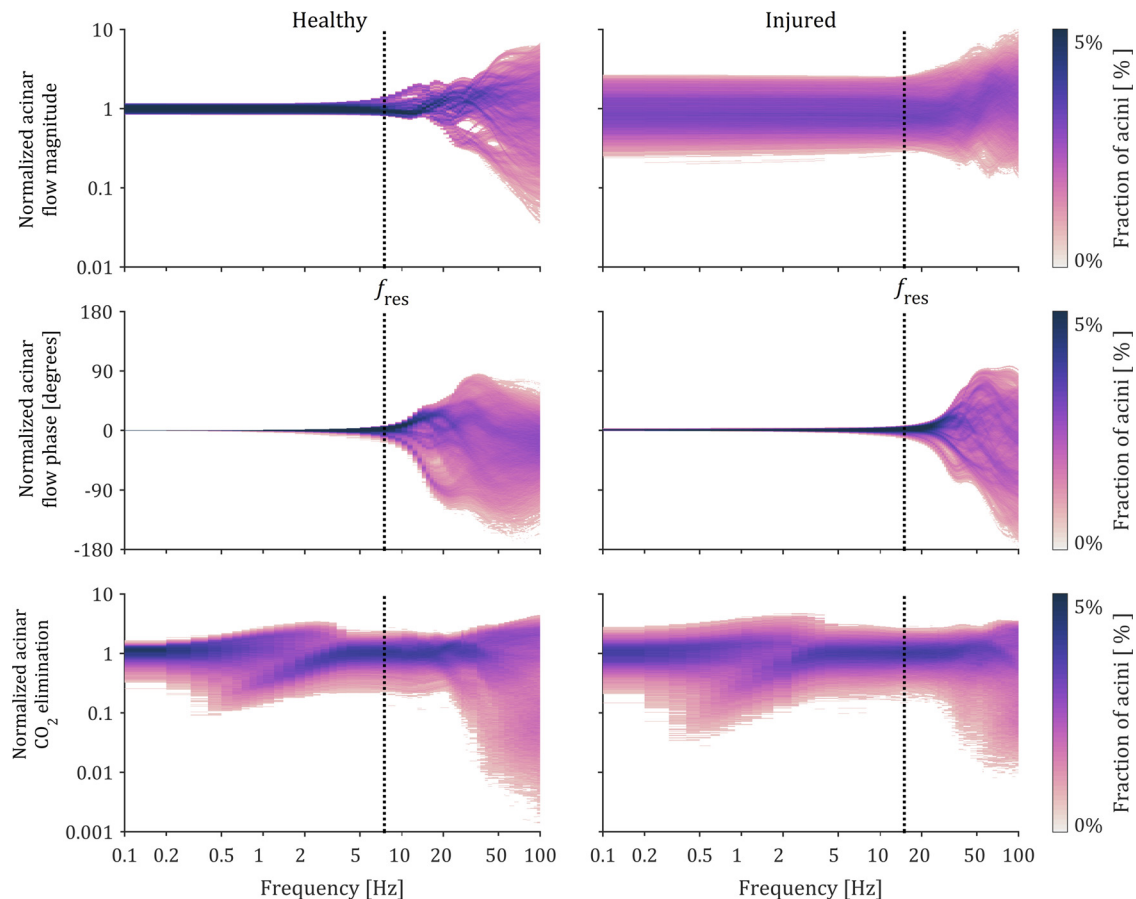 Healthy
Injured
Normalized acinar
flow magnitude
10
1
0.1
0.01
5%
0%
Fraction of acini [ % ]
f res
f res
Normalized acinar
flow phase [degrees]
180
90
0
-90
-180
5%
0%
Fraction of acini [ % ]
Normalized acinar
CO2 elimination
10
1
0.1
0.01
0.001
5%
0%
Fraction of acini [ % ]
0.1 0.2 0.5 1 2 5 10 20 50 100
0.1 0.2 0.5 1 2 5 10 20 50 100
Frequency [Hz]
Frequency [Hz]